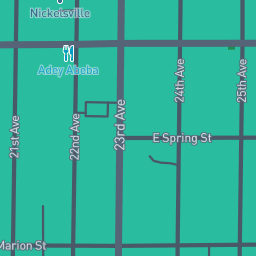 Nickelsville
Adey Abeba
21st Ave
22nd Ave
23rd Ave
24th Ave
25th Ave
E Spring St
Marion St